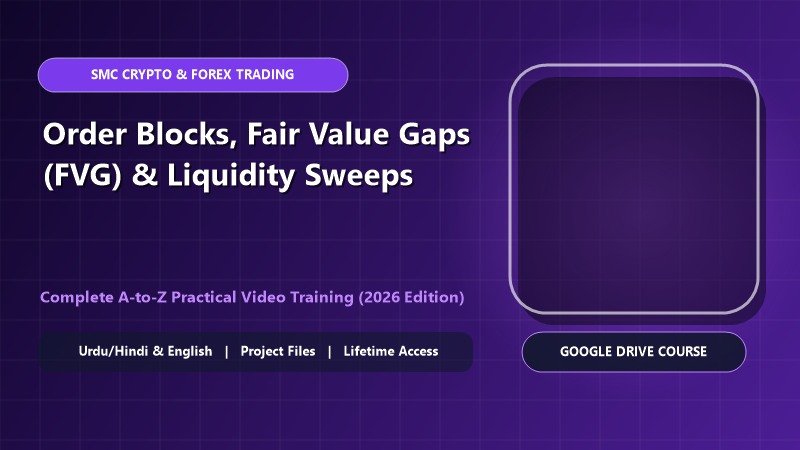 SMC CRYPTO & FOREX TRADING
Order Blocks, Fair Value Gaps
(FVG) & Liquidity Sweeps
Complete A-to-Z Practical Video Training (2026 Edition)
Urdu/Hindi & English | Project Files | Lifetime Access
GOOGLE DRIVE COURSE